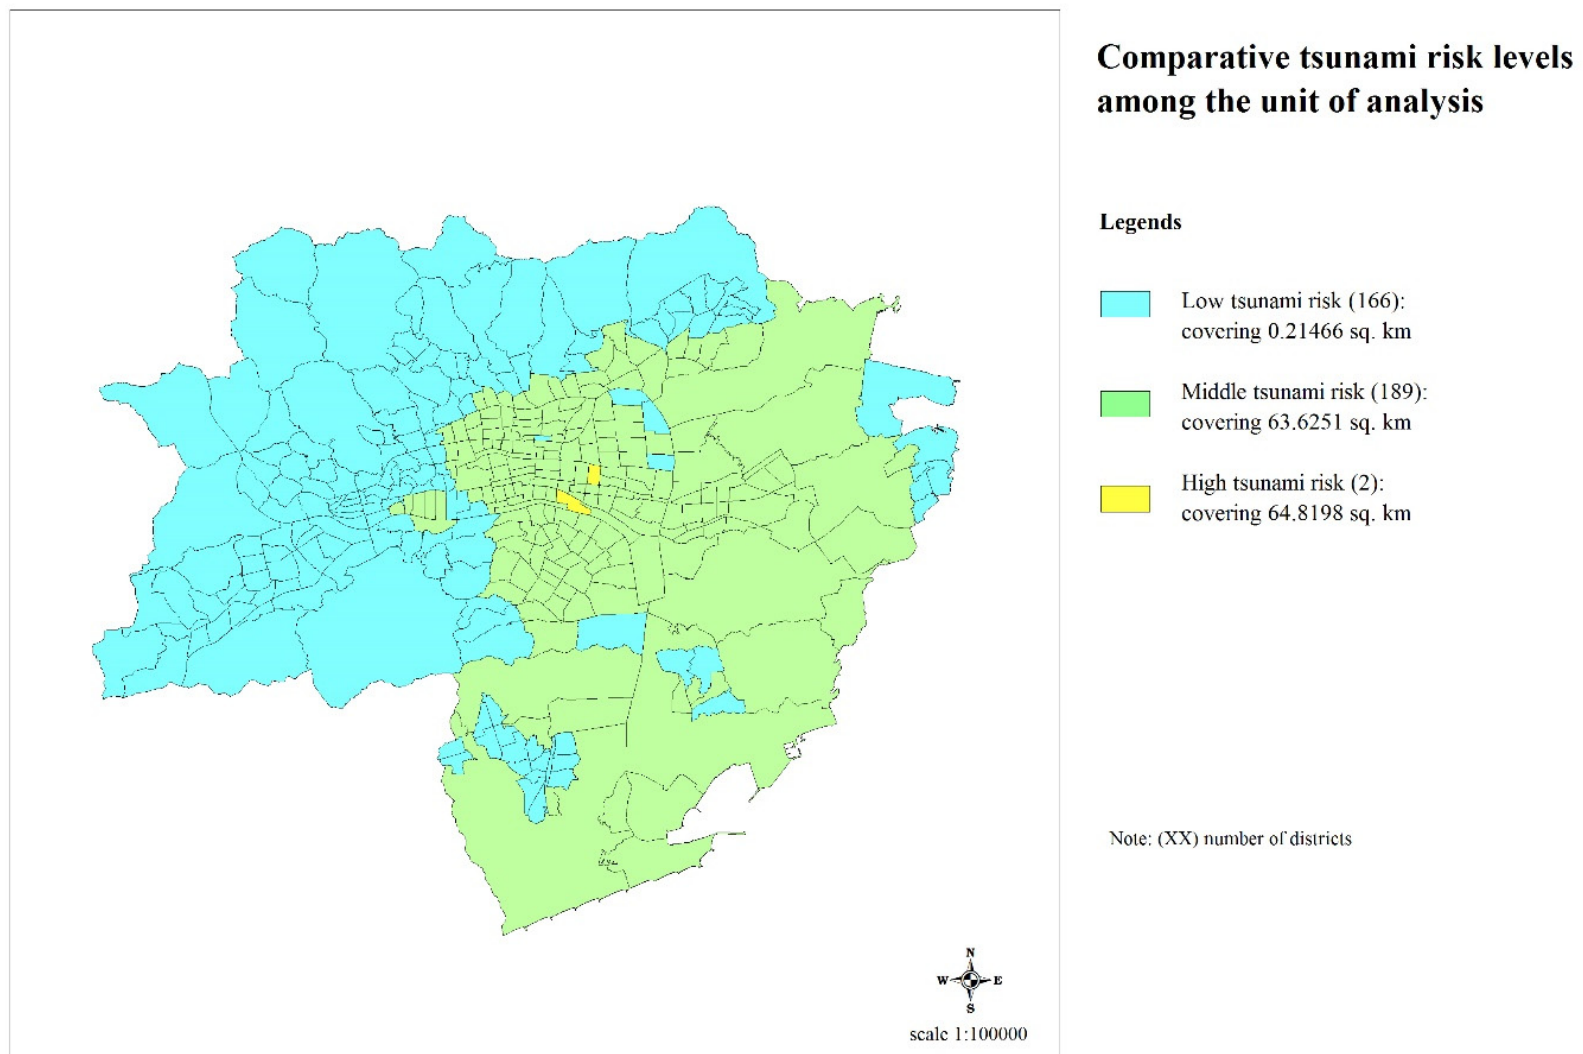 Comparative tsunami risk levels
among the unit of analysis
Legends
Low tsunami risk (166):
covering 0.21466 sq. km
Middle tsunami risk (189):
covering 63.6251 sq. km
High tsunami risk (2):
covering 64.8198 sq. km
Note: (XX) number of districts
N
W E
S
scale 1:100000